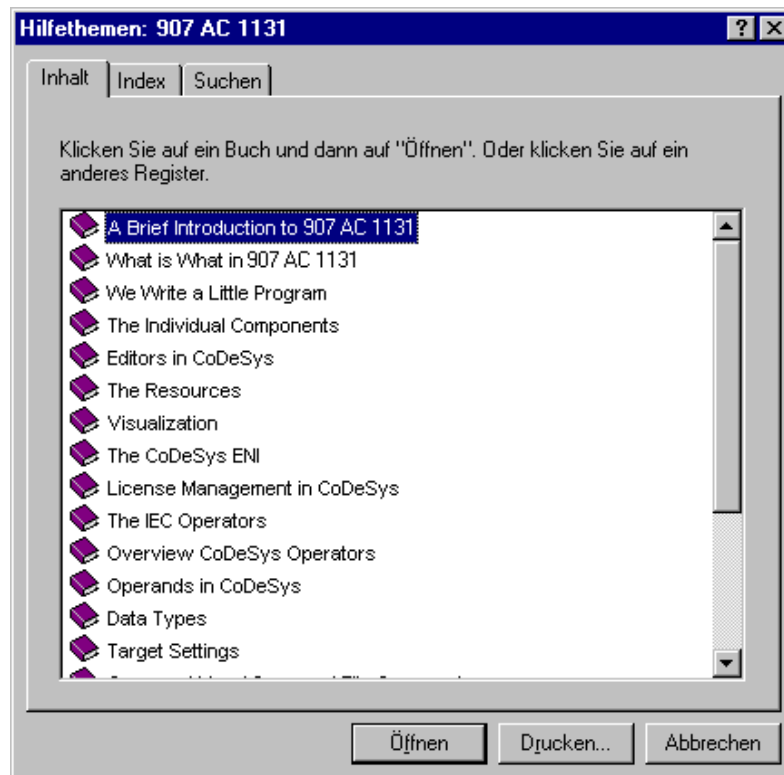 Hilfethemen: 907 AC 1131
Inhalt Index Suchen
Klicken Sie auf ein Buch und dann auf "Öffnen". Oder klicken Sie auf ein
anderes Register.
A Brief Introduction to 907 AC 1131
What is What in 907 AC 1131
We Write a Little Program
The Individual Components
Editors in CoDeSys
The Resources
Visualization
The CoDeSys ENI
License Management in CoDeSys
The IEC Operators
Overview CoDeSys Operators
Operands in CoDeSys
Data Types
Target Settings
Öffnen Drucken... Abbrechen